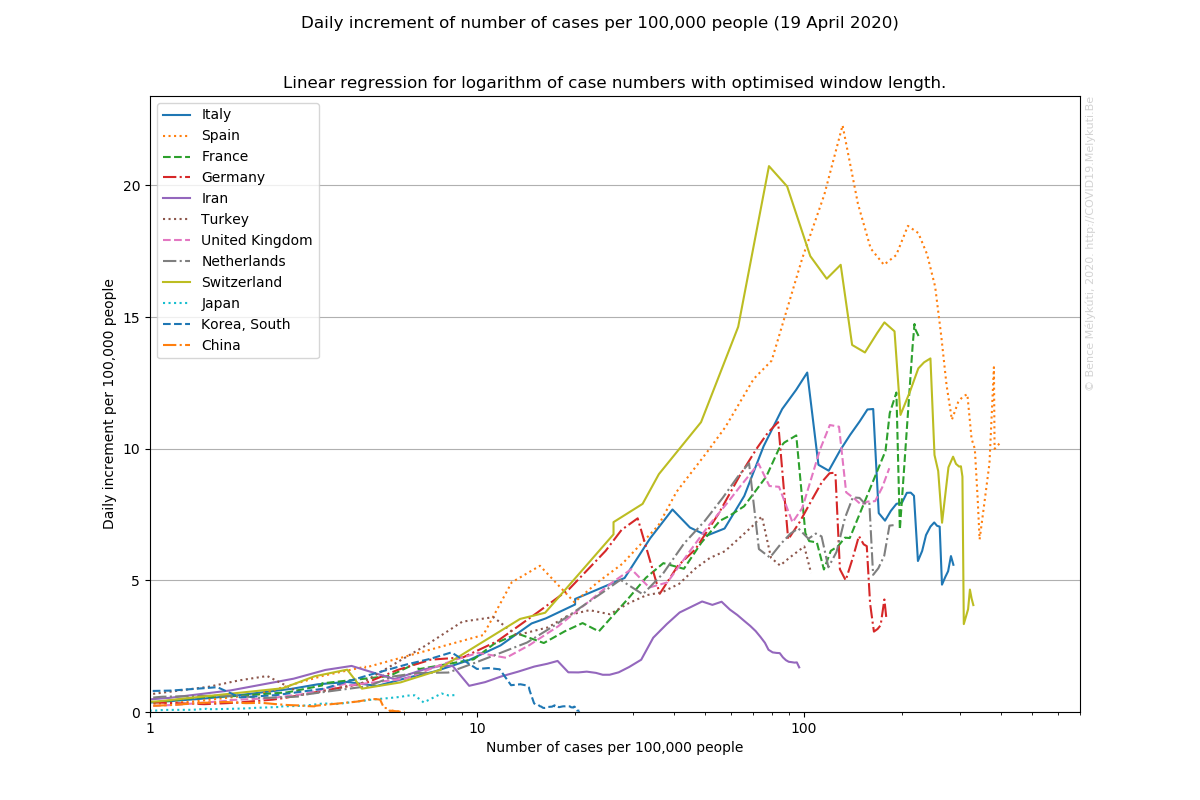 Daily increment of number of cases per 100,000 people (19 April 2020)
Linear regression for logarithm of case numbers with optimised window length.
Italy
Spain
France
Germany
Iran
Turkey
United Kingdom
Netherlands
Switzerland
Japan
Korea, South
China
20
15
10
5
0
Daily increment per 100,000 people
1
10
100
Number of cases per 100,000 people
© Bence Mélykúti, 2020. http://COVID19.Melykuti.Be